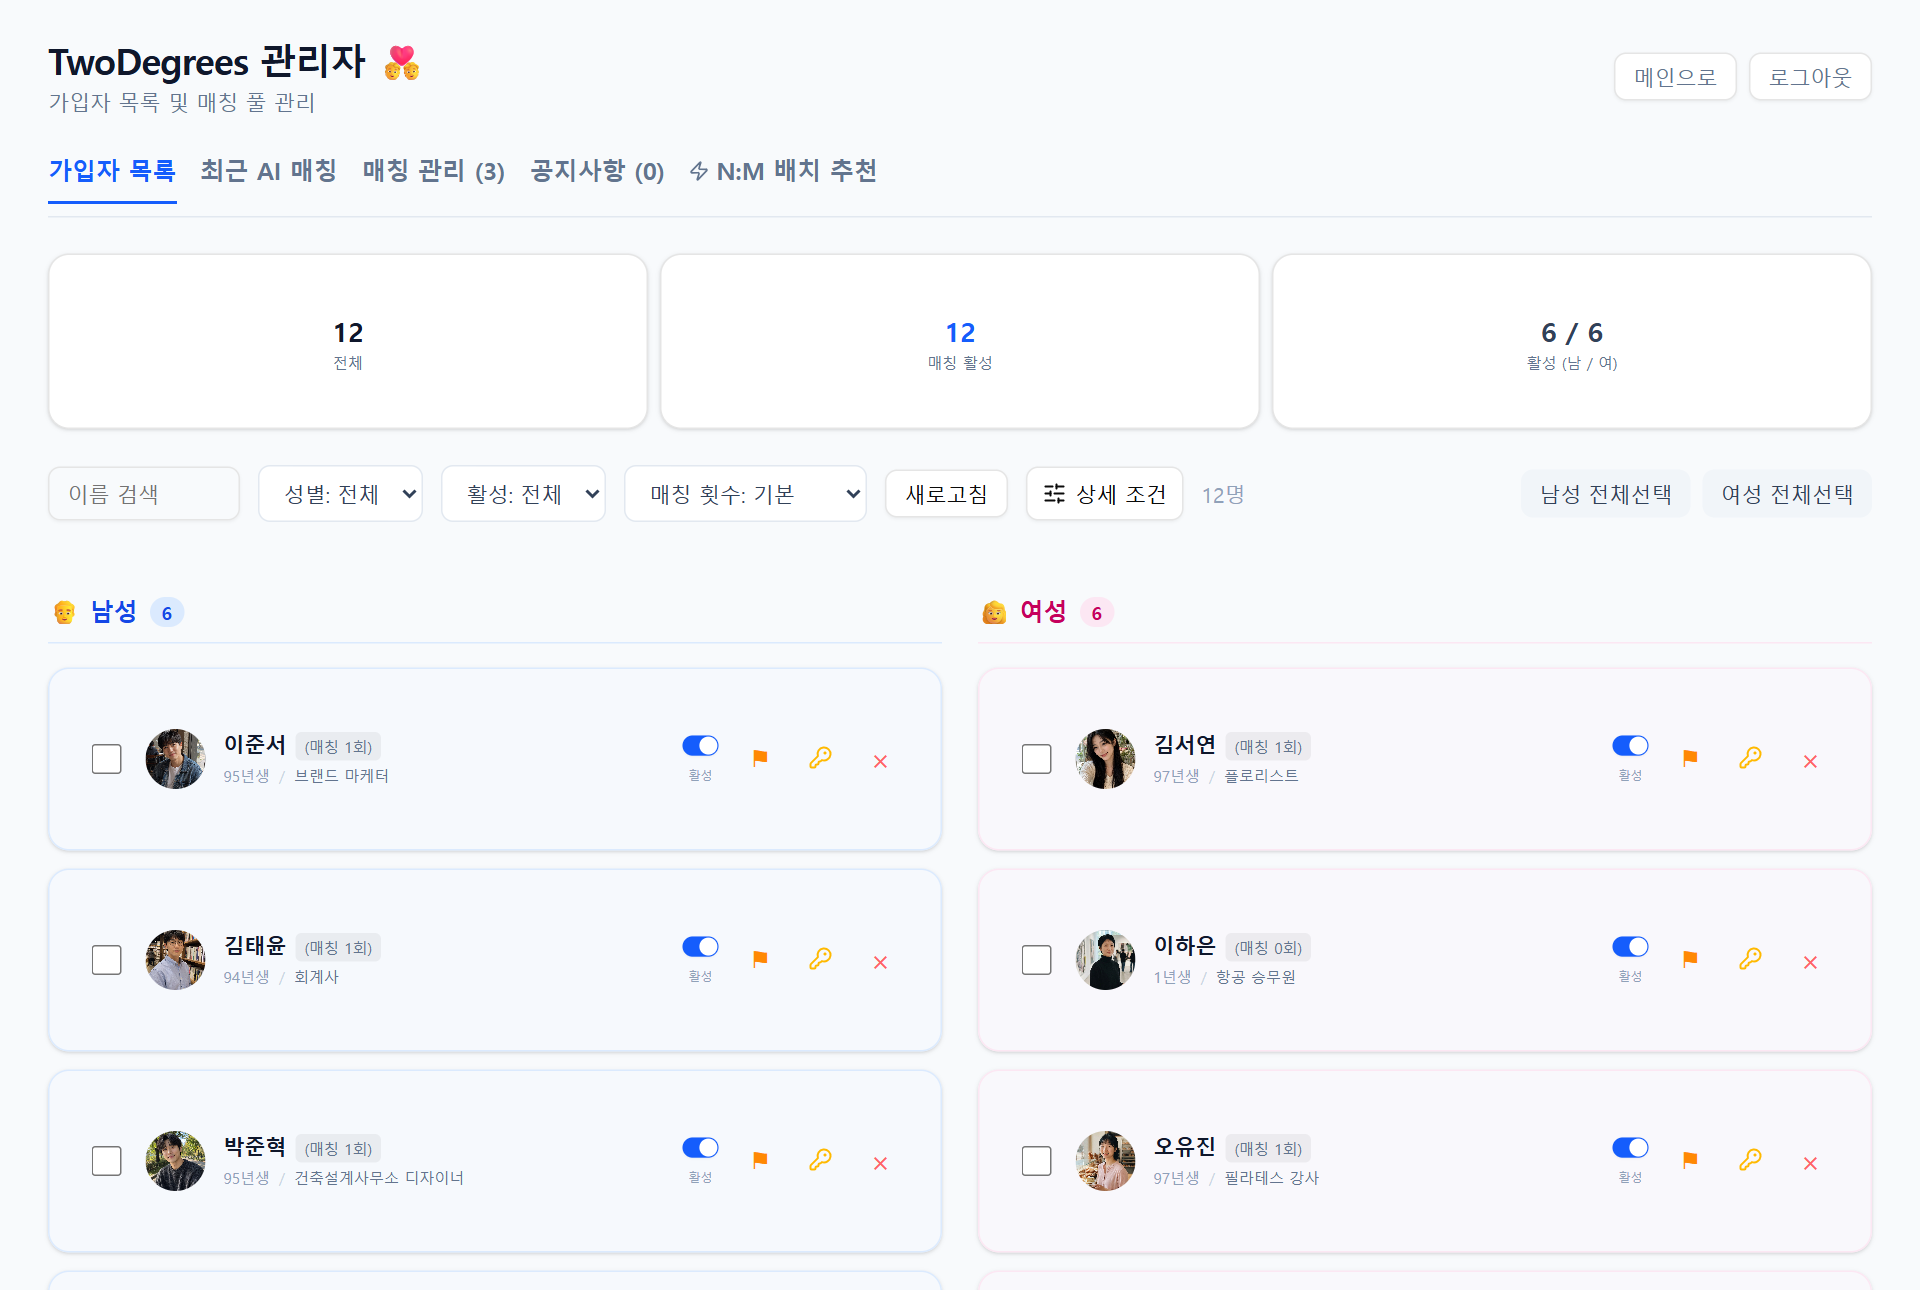 TwoDegrees 관리자
가입자 목록 및 매칭 풀 관리
메인으로
로그아웃
가입자 목록
최근 AI 매칭
매칭 관리 (3)
공지사항 (0)
N:M 배치 추천
12
전체
12
매칭 활성
6 / 6
활성 (남 / 여)
이름 검색
성별: 전체
활성: 전체
매칭 횟수: 기본
새로고침
상세 조건
12명
남성 전체선택
여성 전체선택
남성 6
이준서 (매칭 1회)
95년생 / 브랜드 마케터
활성
김태윤 (매칭 1회)
94년생 / 회계사
활성
박준혁 (매칭 1회)
95년생 / 건축설계사무소 디자이너
활성
여성 6
김서연 (매칭 1회)
97년생 / 플로리스트
활성
이하은 (매칭 0회)
1년생 / 항공 승무원
활성
오유진 (매칭 1회)
97년생 / 필라테스 강사
활성